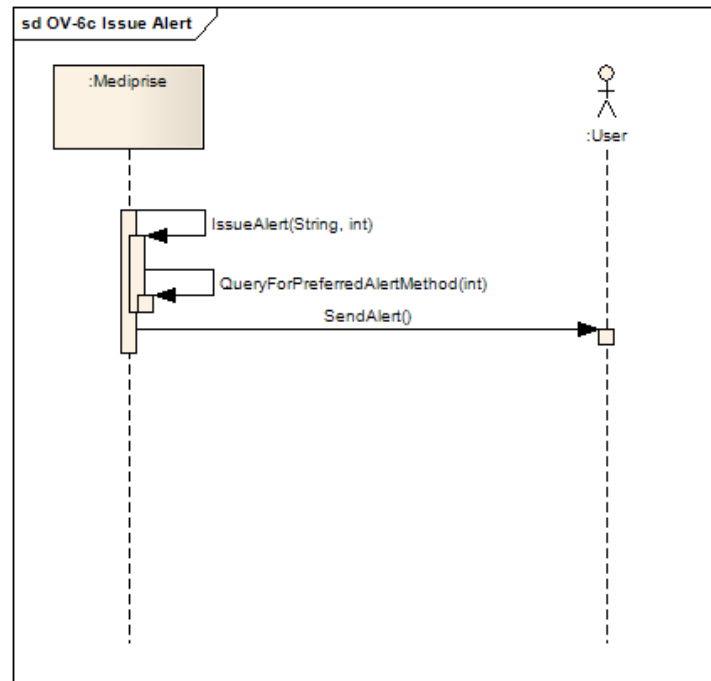 sd OV-6c Issue Alert
:Mediprise
:User
IssueAlert(String, int)
QueryForPreferredAlertMethod(int)
SendAlert()